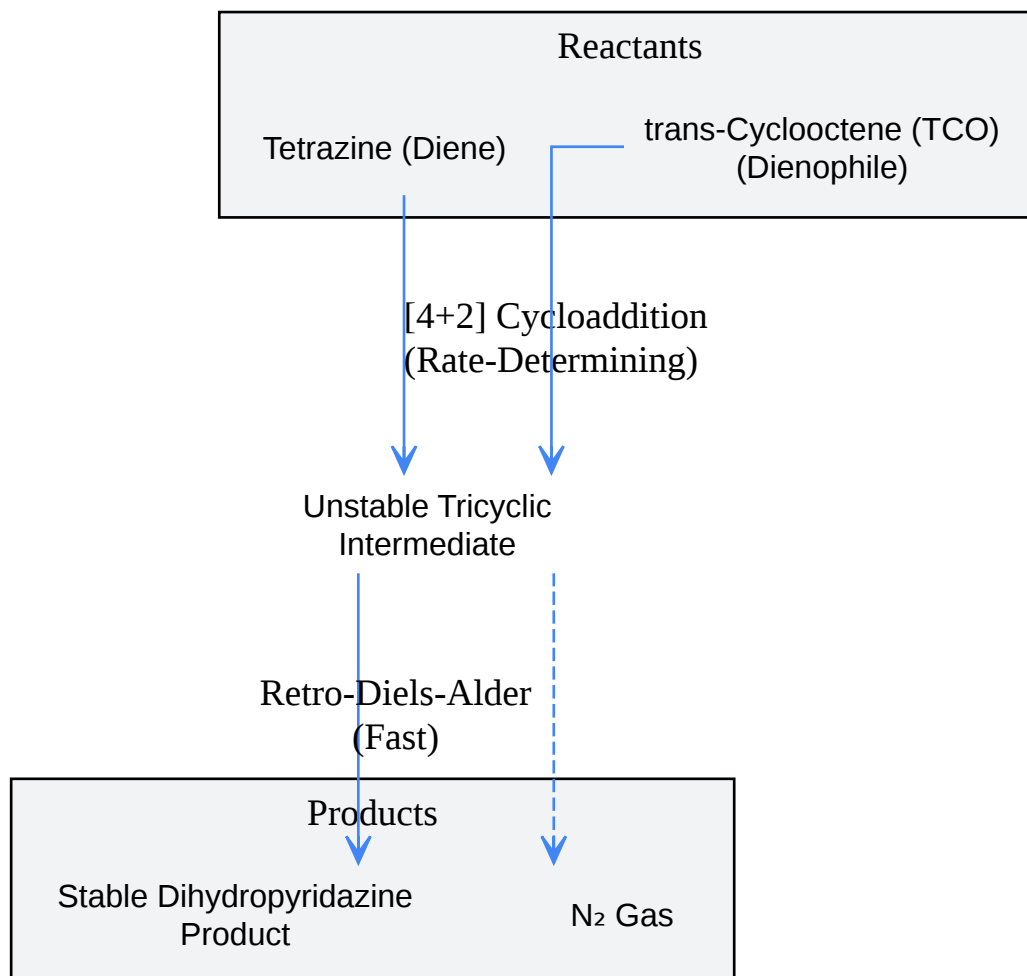 Reactants
Tetrazine (Diene)
trans-Cyclooctene (TCO)
(Dienophile)
[4+2] Cycloaddition
(Rate-Determining)
Unstable Tricyclic
Intermediate
Retro-Diels-Alder
(Fast)
Products
Stable Dihydropyridazine
Product
N₂ Gas